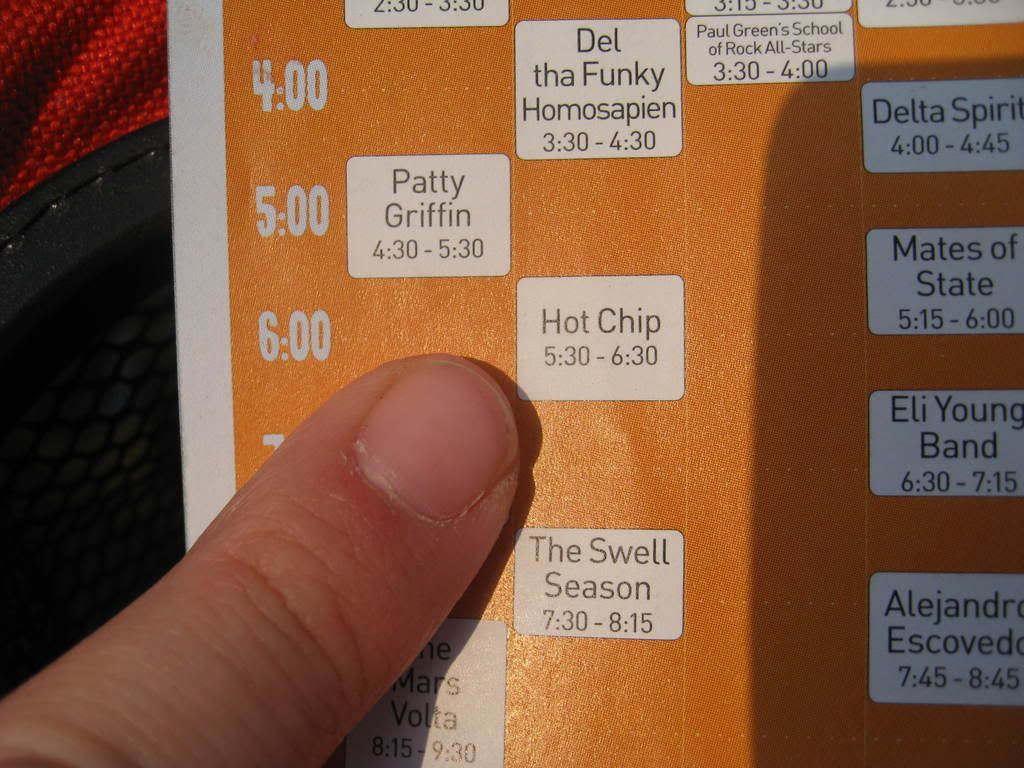 2:30 - 3:30
3:15 - 3:30
4:00
Del
tha Funky
Homosapien
3:30 - 4:30
Paul Green's School
of Rock All-Stars
3:30 - 4:00
Delta Spirit
4:00 - 4:45
5:00
Patty
Griffin
4:30 - 5:30
Mates of
State
5:15 - 6:00
6:00
Hot Chip
5:30 - 6:30
Eli Young
Band
6:30 - 7:15
The Swell
Season
7:30 - 8:15
Alejandro
Escovedo
7:45 - 8:45
Mars
Volta
8:15 - 9:30